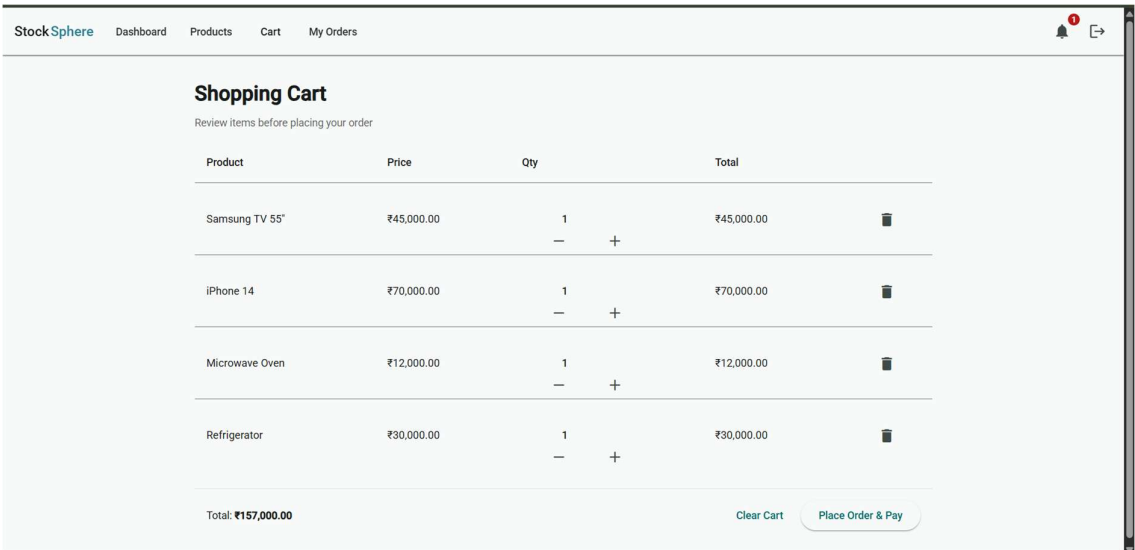 StockSphere Dashboard Products Cart My Orders 1
Shopping Cart
Review items before placing your order
Product Price Qty Total
Samsung TV 55" ₹45,000.00 1 ₹45,000.00
− +
iPhone 14 ₹70,000.00 1 ₹70,000.00
− +
Microwave Oven ₹12,000.00 1 ₹12,000.00
− +
Refrigerator ₹30,000.00 1 ₹30,000.00
− +
Total: ₹157,000.00 Clear Cart Place Order & Pay